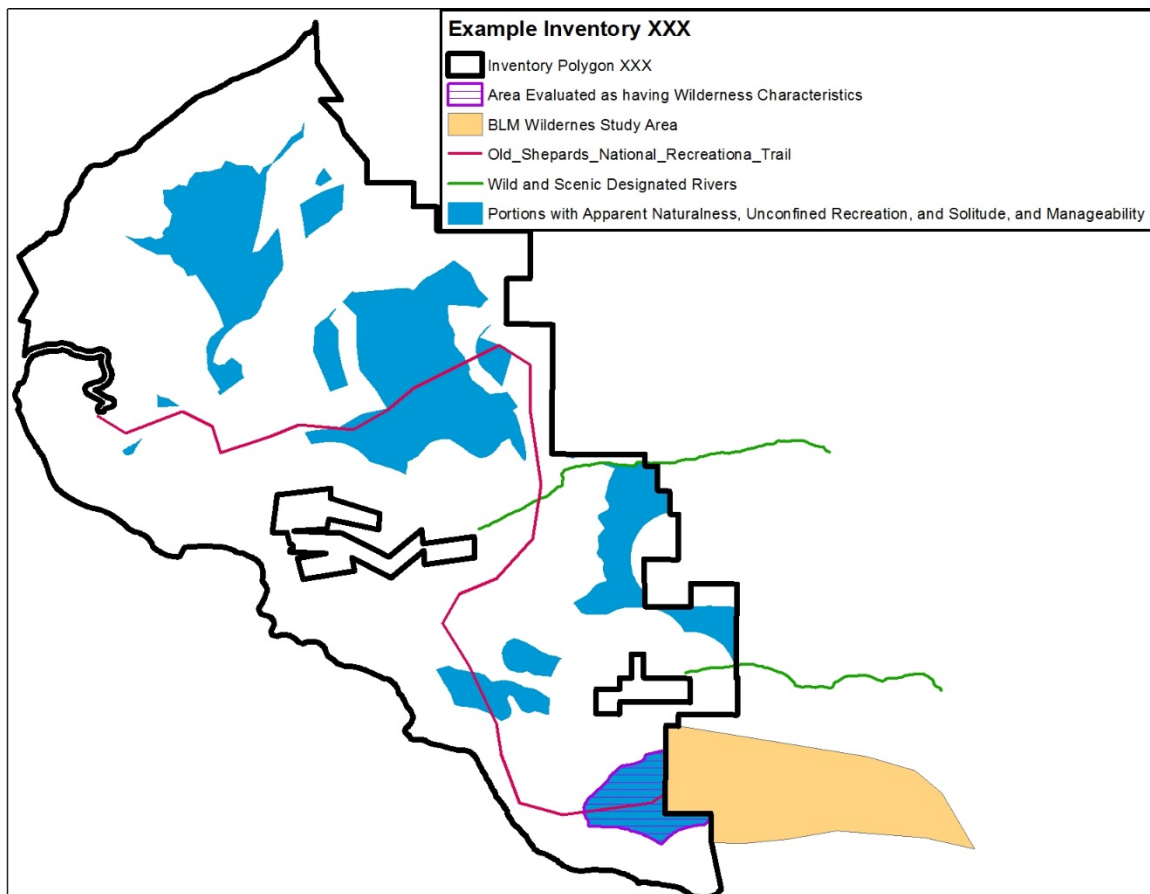 Example Inventory XXX
Inventory Polygon XXX
Area Evaluated as having Wilderness Characteristics
BLM Wildernes Study Area
Old_Shepards_National_Recreationa_Trail
Wild and Scenic Designated Rivers
Portions with Apparent Naturalness, Unconfined Recreation, and Solitude, and Manageability